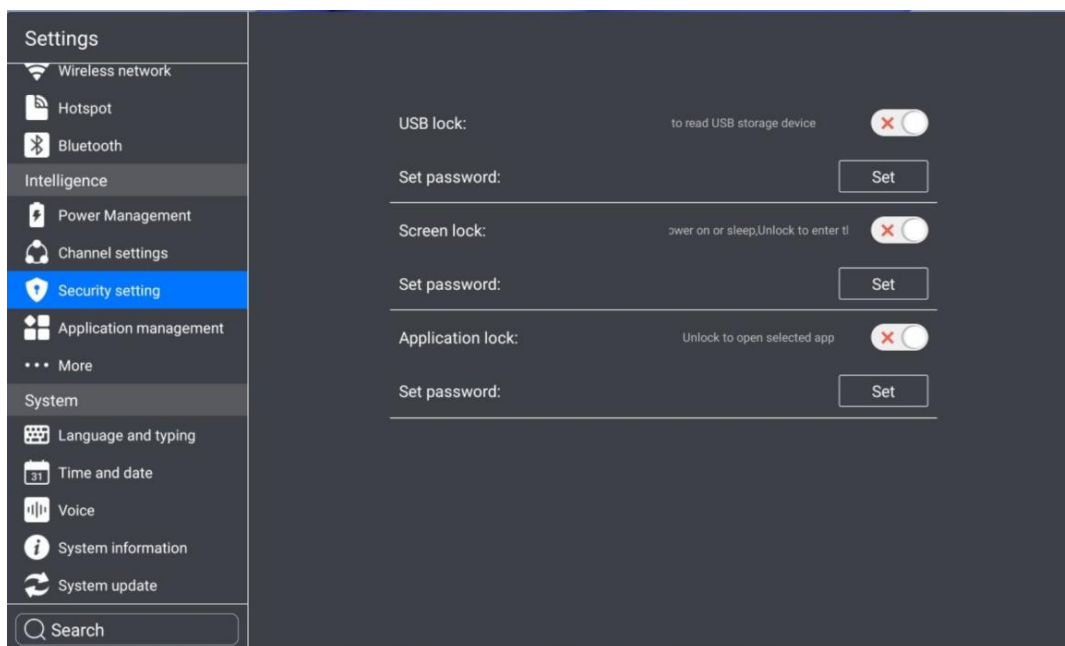 Settings
Wireless network
Hotspot
Bluetooth
Intelligence
Power Management
Channel settings
Security setting
Application management
More
System
Language and typing
31
Time and date
Voice
System information
System update
Search
USB lock: to read USB storage device
Set password: Set
Screen lock: ower on or sleep,Unlock to enter
Set password: Set
Application lock: Unlock to open selected app
Set password: Set